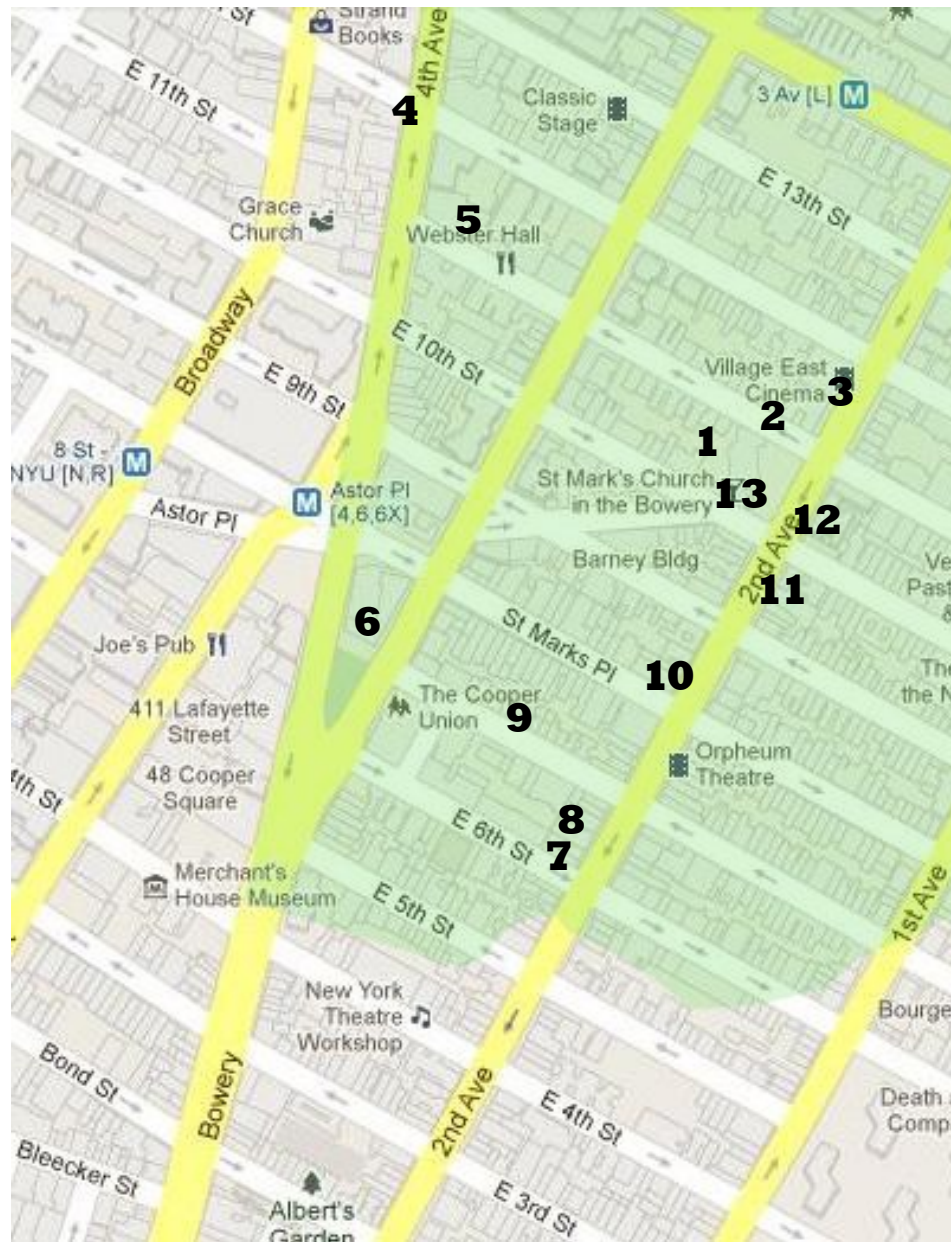 St
Strand
Books
4th Ave
E 11th St
4
Classic
Stage
3 Av [L] M
E 13th St
Grace
Church
5
Webster Hall
Broadway
E 10th St
E 9th St
Village East
Cinema
3
2
1
8 St -
NYU [N,R] M
M Astor Pl
[4,6,6X]
Astor Pl
St Mark's Church
in the Bowery
13
12
2nd Ave
Barney Bldg
11
6
St Marks Pl
Joe's Pub
10
The Cooper
Union
9
411 Lafayette
Street
48 Cooper
Square
Orpheum
Theatre
4th St
8
E 6th St
7
Merchant's
House Museum
M
E 5th St
1st Ave
New York
Theatre
Workshop
Bond St
Bowery
2nd Ave
E 4th St
Bleecker St
E 3rd St
Albert's
Garden
Death